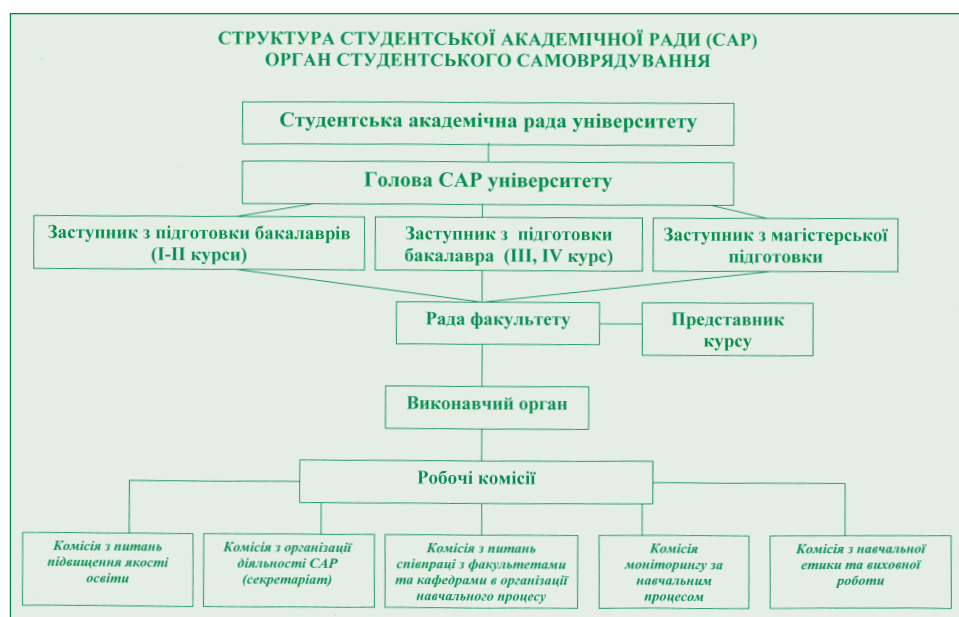 СТРУКТУРА СТУДЕНТСЬКОЇ АКАДЕМІЧНОЇ РАДИ (САР)
ОРГАН СТУДЕНТСЬКОГО САМОВРЯДУВАННЯ
Студентська академічна рада університету
Голова САР університету
Заступник з підготовки бакалаврів
(І-ІІ курси)
Заступник з підготовки
бакалавра (ІІІ, IV курс)
Заступник з магістерської
підготовки
Рада факультету
Представник
курсу
Виконавчий орган
Робочі комісії
Комісія з питань
підвищення якості
освіти
Комісія з організації
діяльності САР
(секретаріат)
Комісія з питань
співпраці з факультетами
та кафедрами в організації
навчального процесу
Комісія
моніторингу за
навчальним
процесом
Комісія з навчальної
етики та виховної
роботи